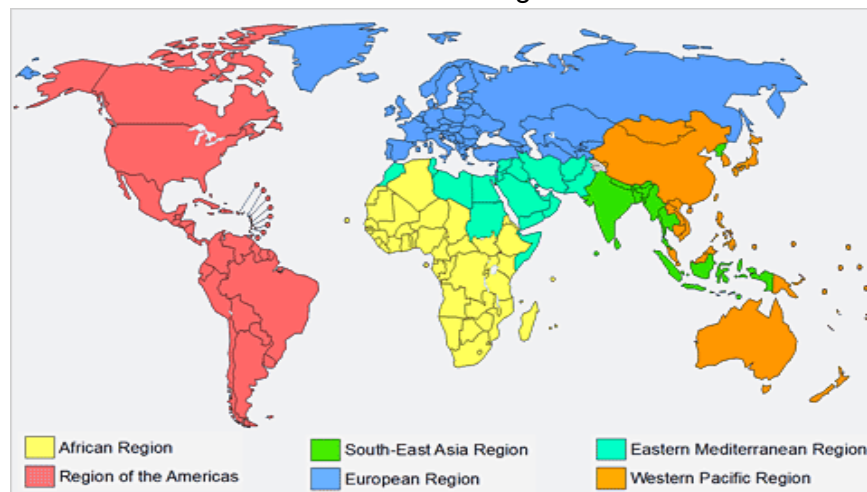 African Region
South-East Asia Region
Eastern Mediterranean Region
Region of the Americas
European Region
Western Pacific Region